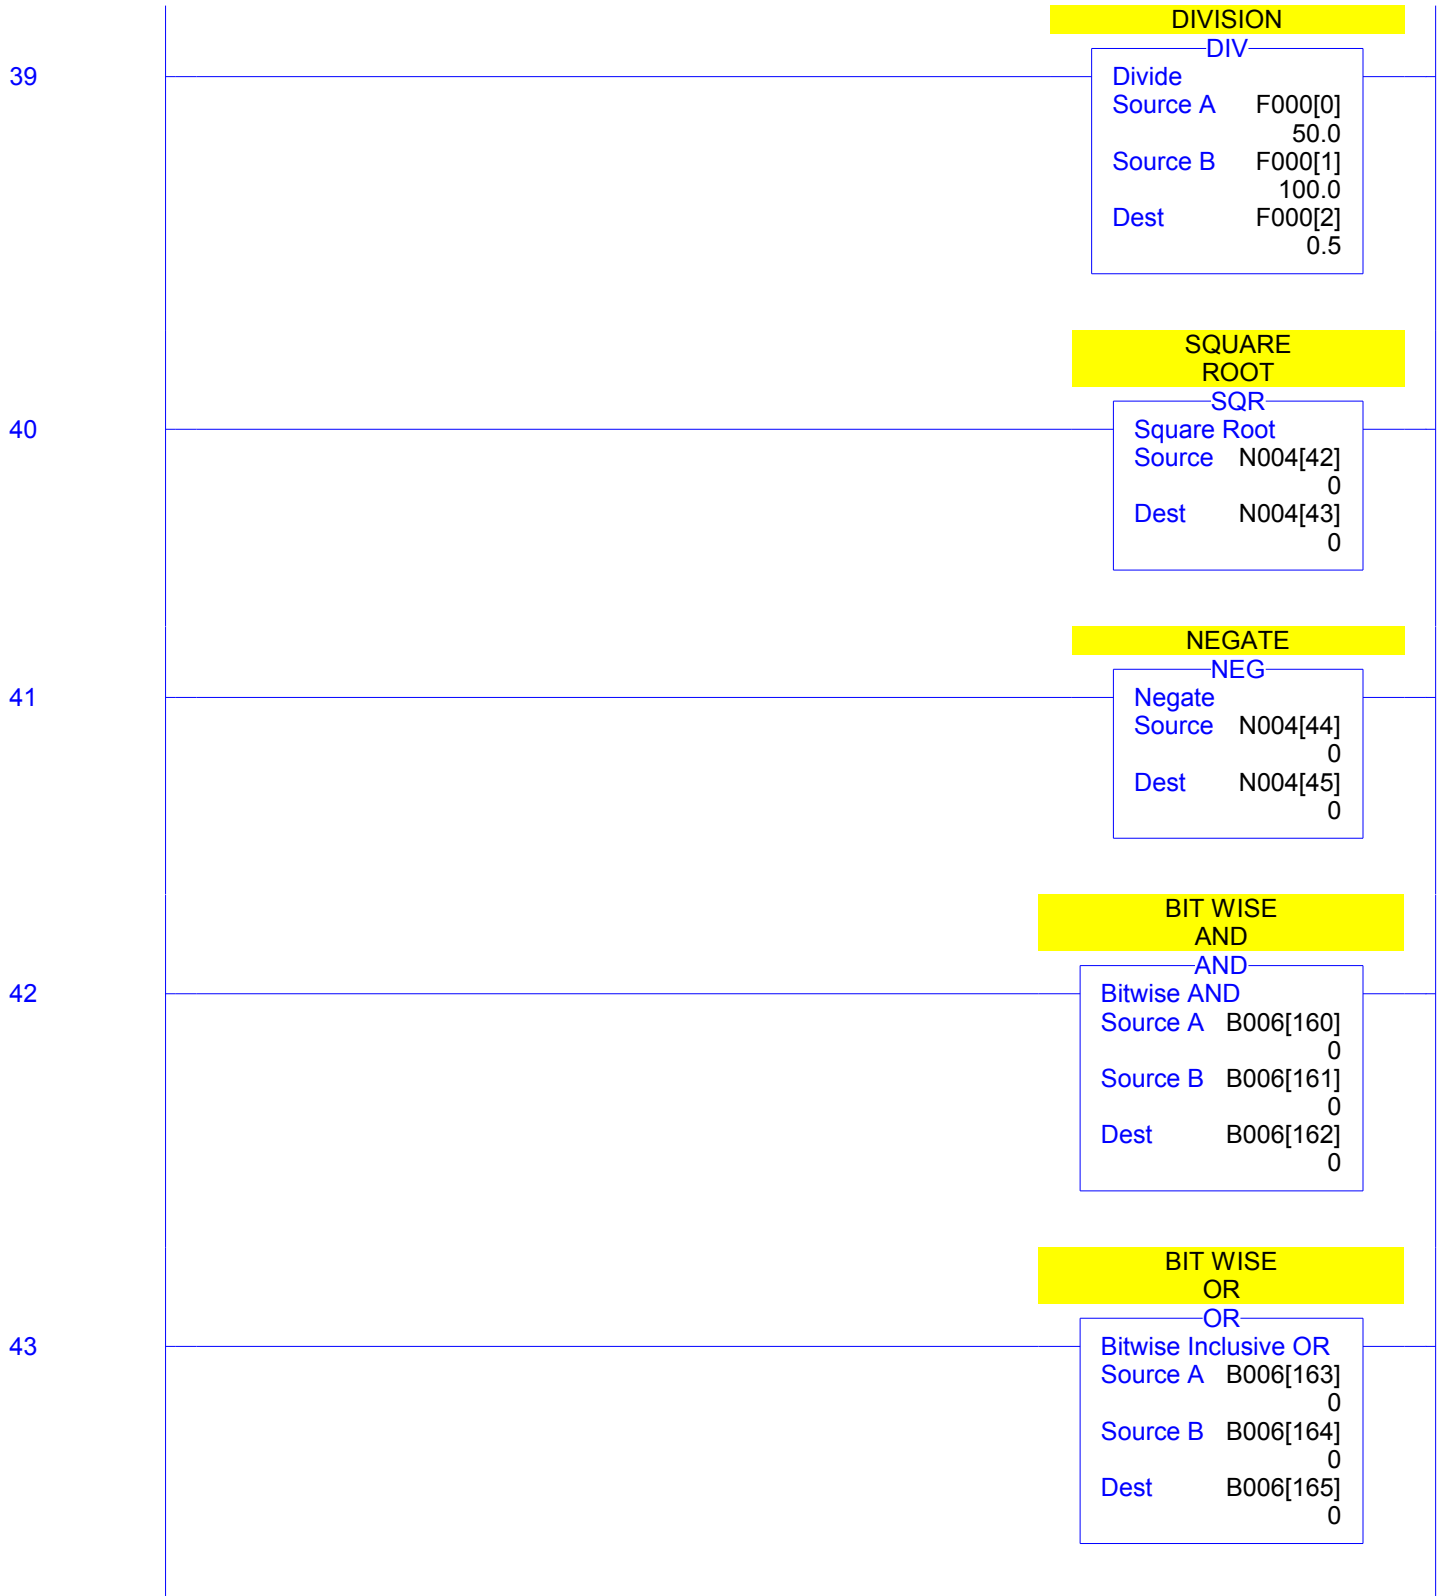 DIVISION
DIV
39
Divide
Source A F000[0]
50.0
Source B F000[1]
100.0
Dest F000[2]
0.5
SQUARE
ROOT
SQR
40
Square Root
Source N004[42]
0
Dest N004[43]
0
NEGATE
NEG
41
Negate
Source N004[44]
0
Dest N004[45]
0
BIT WISE
AND
AND
42
Bitwise AND
Source A B006[160]
0
Source B B006[161]
0
Dest B006[162]
0
BIT WISE
OR
OR
43
Bitwise Inclusive OR
Source A B006[163]
0
Source B B006[164]
0
Dest B006[165]
0